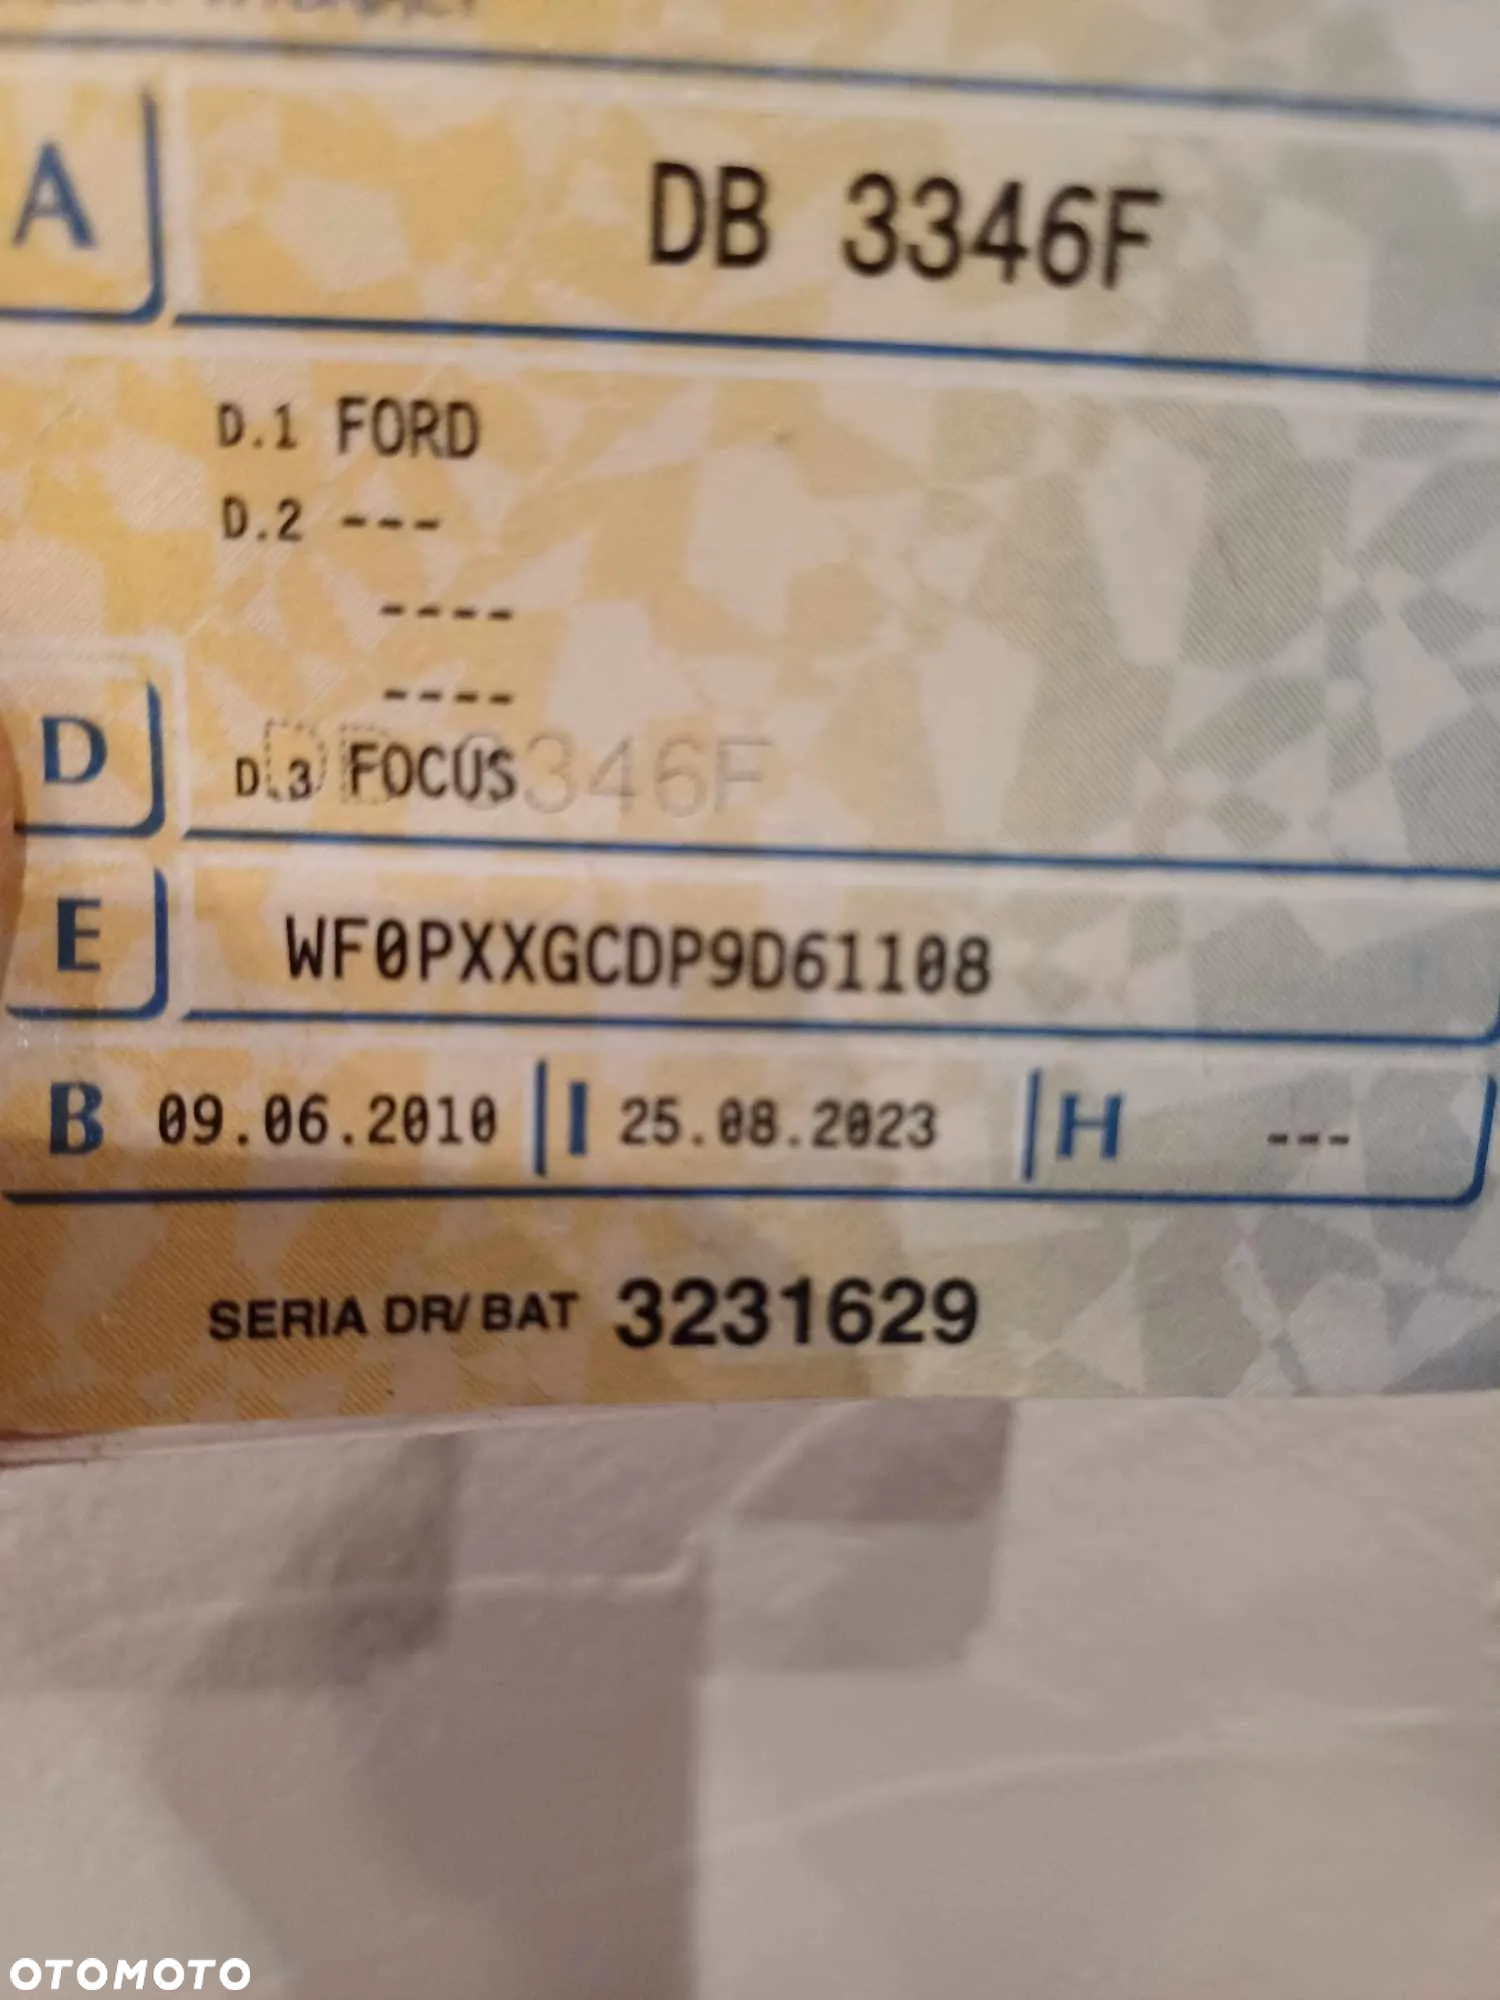 A DB 3346F
D.1 FORD
D.2 ---
----
----
D D.3 FOCUS 346F
E WF0PXXGCDP9D61108
B 09.06.2010 I 25.08.2023 H ---
SERIA DR/BAT 3231629
OTOMOTO